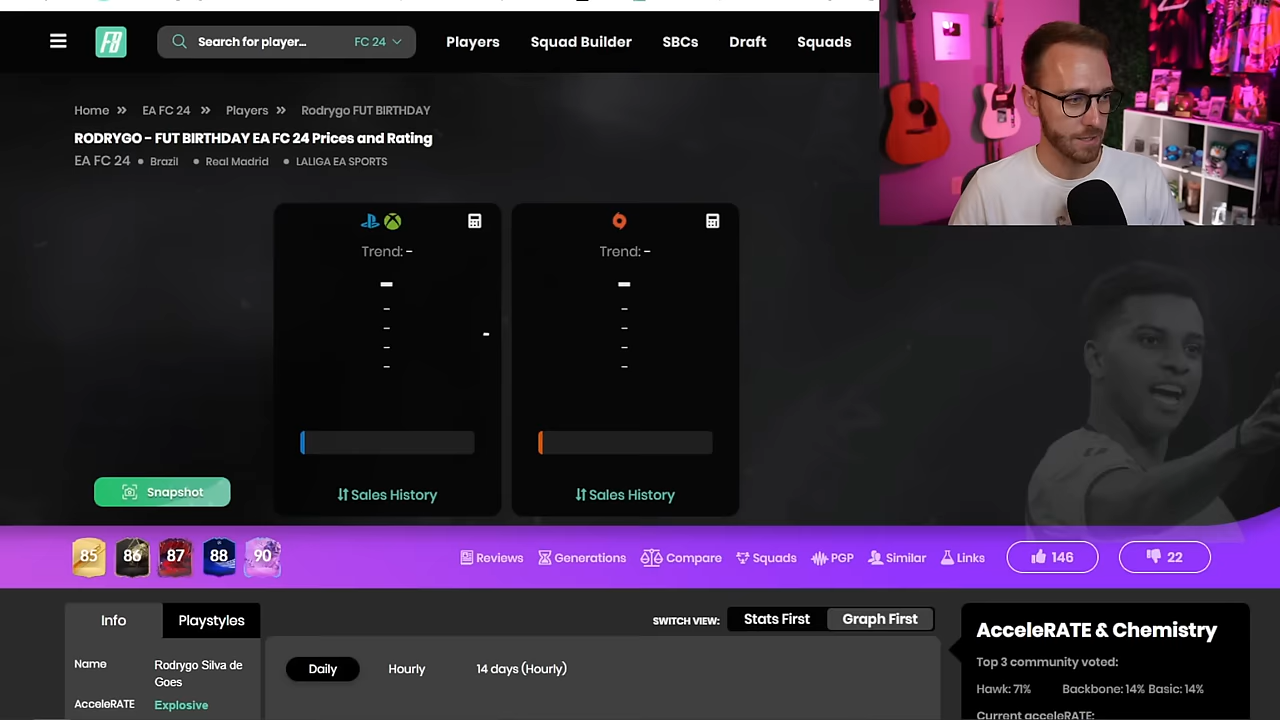 FB
Search for player...
FC 24
Players
Squad Builder
SBCs
Draft
Squads
Home » EA FC 24 » Players » Rodrygo FUT BIRTHDAY
RODRYGO - FUT BIRTHDAY EA FC 24 Prices and Rating
EA FC 24 • Brazil • Real Madrid • LALIGA EA SPORTS
Trend: -
Trend: -
Sales History
Sales History
Snapshot
85 86 87 88 90
Reviews
Generations
Compare
Squads
PGP
Similar
Links
146
22
Info
Playstyles
SWITCH VIEW:
Stats First
Graph First
Name
Rodrygo Silva de
Goes
AcceleRATE
Explosive
Daily
Hourly
14 days (Hourly)
AcceleRATE & Chemistry
Top 3 community voted:
Hawk: 71% Backbone: 14% Basic: 14%
Current acceleRATE: